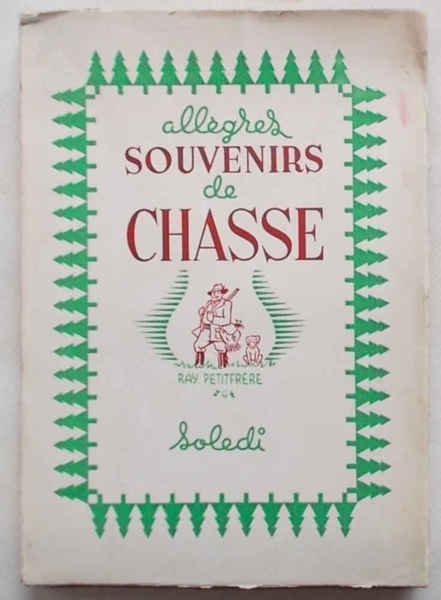 allègres
SOUVENIRS
de
CHASSE
RAY. PETITFRÈRE
Soledi